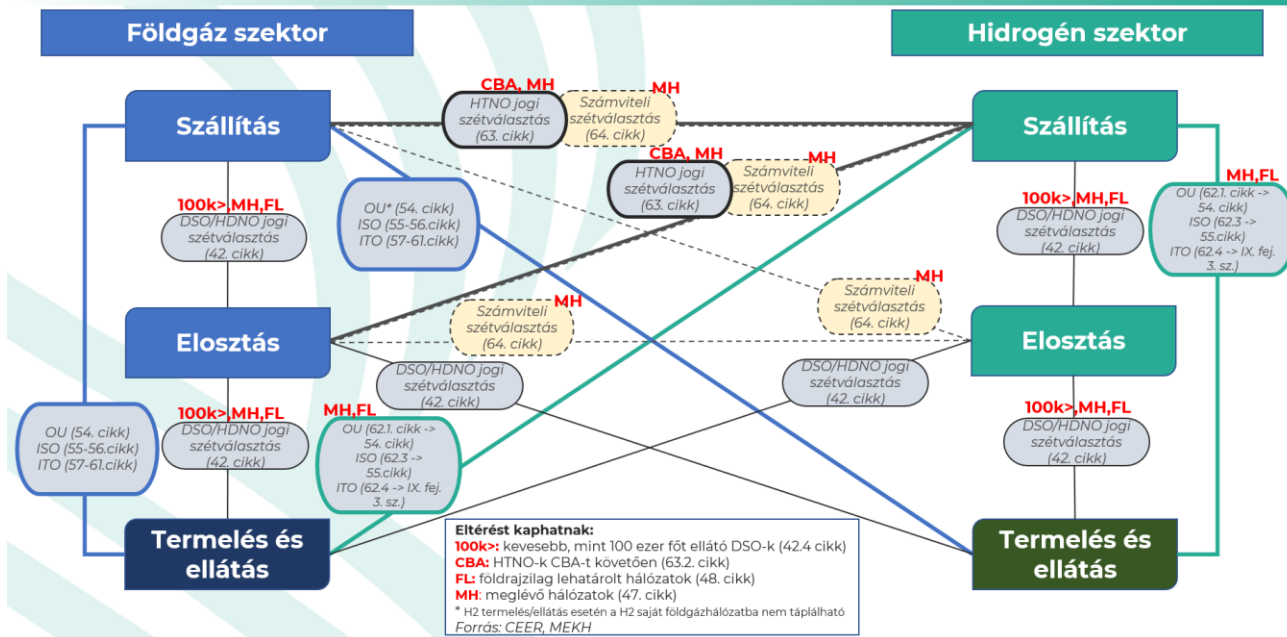 Földgáz szektor
Hidrogén szektor
CBA, MH
HTNO jogi
szétválasztás
(63. cikk)
MH
Számviteli
szétválasztás
(64. cikk)
Szállítás
Szállítás
CBA, MH
HTNO jogi
szétválasztás
(63. cikk)
MH
Számviteli
szétválasztás
(64. cikk)
100k>,MH,FL
DSO/HDNO jogi
szétválasztás
(42. cikk)
OU* (54. cikk)
ISO (55-56.cikk)
ITO (57-61.cikk)
100k>,MH,FL
DSO/HDNO jogi
szétválasztás
(42. cikk)
MH,FL
OU (62.1. cikk ->
54. cikk)
ISO (62.3 ->
55.cikk)
ITO (62.4 -> IX. fej.
3. sz.)
Elosztás
MH
Számviteli
szétválasztás
(64. cikk)
MH
Számviteli
szétválasztás
(64. cikk)
Elosztás
DSO/HDNO jogi
szétválasztás
(42. cikk)
DSO/HDNO jogi
szétválasztás
(42. cikk)
OU (54. cikk)
ISO (55-56.cikk)
ITO (57-61.cikk)
100k>,MH,FL
DSO/HDNO jogi
szétválasztás
(42. cikk)
MH,FL
OU (62.1. cikk ->
54. cikk)
ISO (62.3 ->
55.cikk)
ITO (62.4 -> IX. fej.
3. sz.)
100k>,MH,FL
DSO/HDNO jogi
szétválasztás
(42. cikk)
Termelés és
ellátás
Termelés és
ellátás
Eltérést kaphatnak:
100k>: kevesebb, mint 100 ezer főt ellátó DSO-k (42.4 cikk)
CBA: HTNO-k CBA-t követően (63.2. cikk)
FL: földrajzilag lehatárolt hálózatok (48. cikk)
MH: meglévő hálózatok (47. cikk)
* H2 termelés/ellátás esetén a H2 saját földgázhálózatba nem táplálható
Forrás: CEER, MEKH